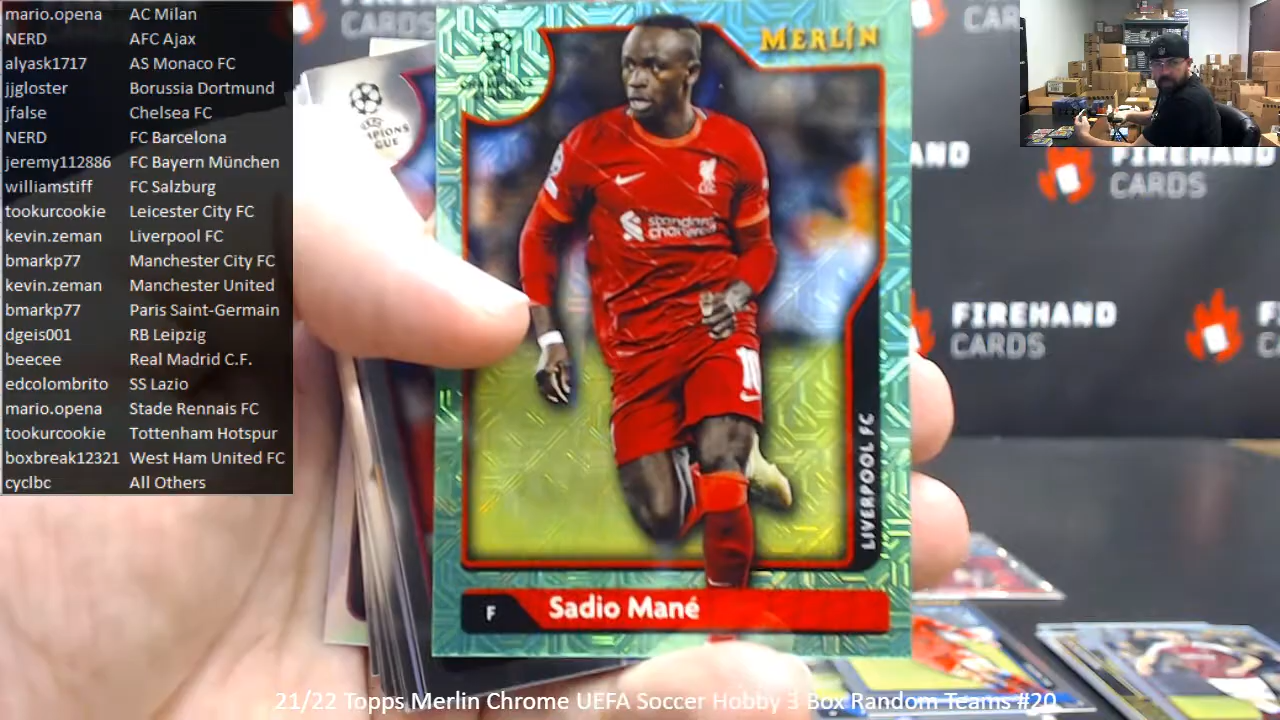 mario.opena AC Milan
NERD AFC Ajax
alyask1717 AS Monaco FC
jjgloster Borussia Dortmund
jfalse Chelsea FC
NERD FC Barcelona
jeremy112886 FC Bayern München
williamstiff FC Salzburg
tookurcookie Leicester City FC
kevin.zeman Liverpool FC
bmarkp77 Manchester City FC
kevin.zeman Manchester United
bmarkp77 Paris Saint-Germain
dgeis001 RB Leipzig
beecee Real Madrid C.F.
edcolombrito SS Lazio
mario.opena Stade Rennais FC
tookurcookie Tottenham Hotspur
boxbreak12321 West Ham United FC
cyclbc All Others
MERLIN
standard
chartered
10
LIVERPOOL FC
F Sadio Mané
FIREHAND
CARDS
CARDS
21/22 Topps Merlin Chrome UEFA Soccer Hobby 3 Box Random Teams #20